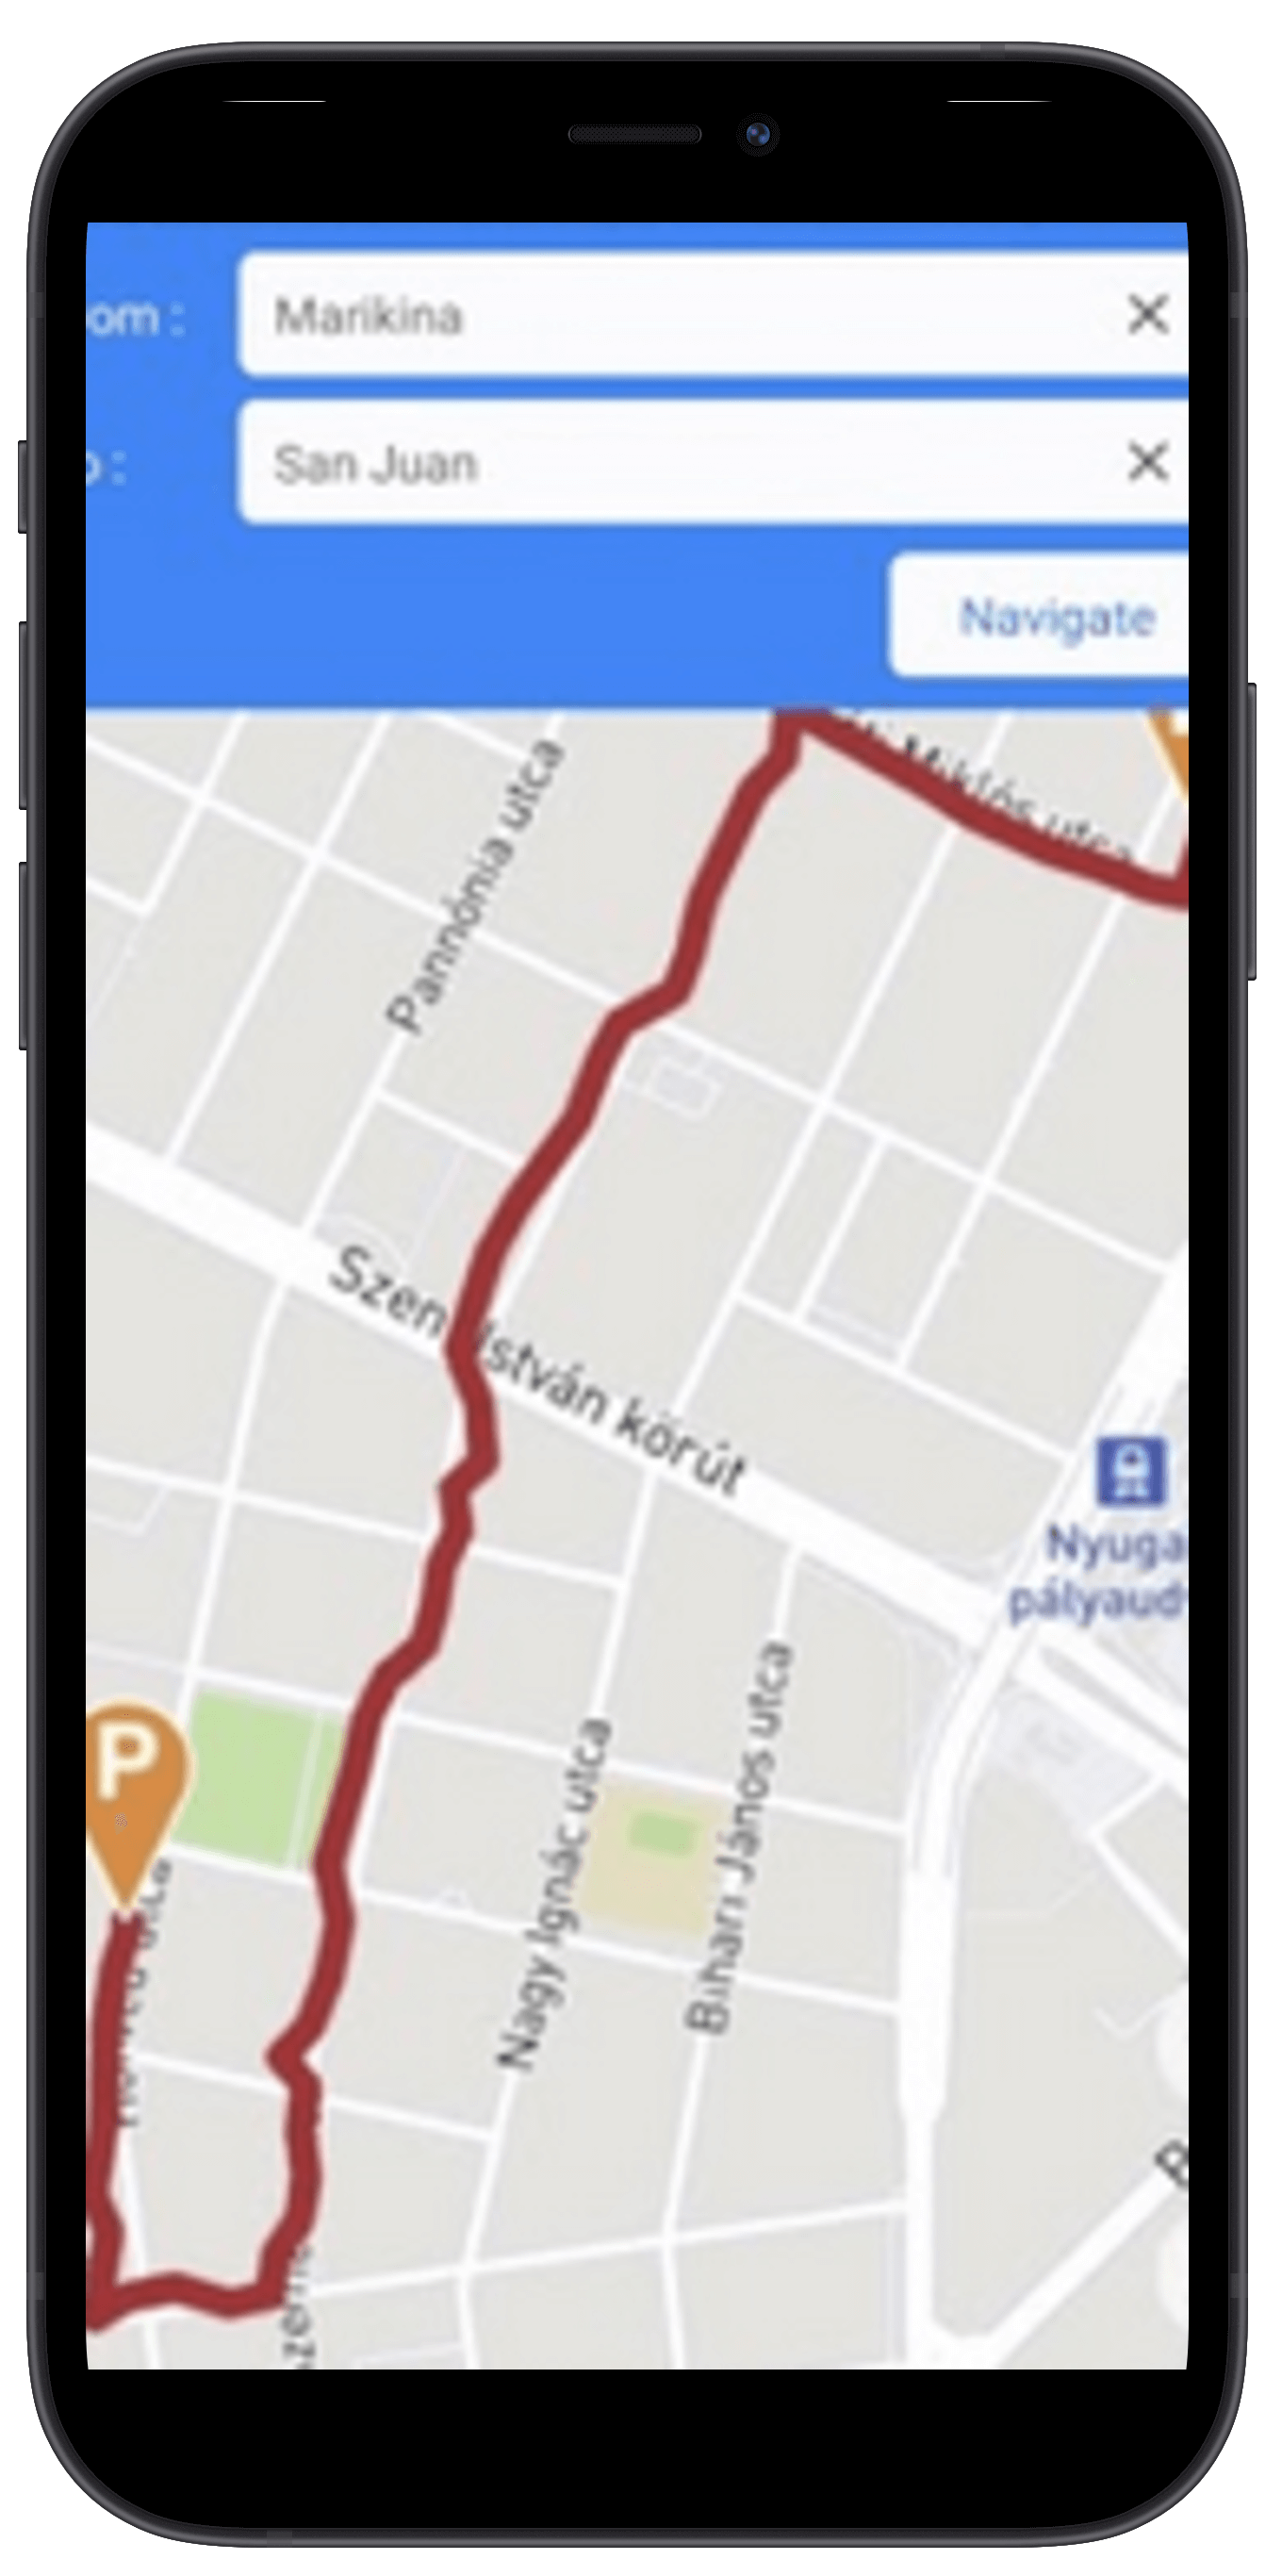 om :
Marikina
o :
San Juan
Navigate
Miklós utca
Pannónia utca
István körút
Nyuga
pályaud
P
Nagy Ignác utca
Bihari János utca